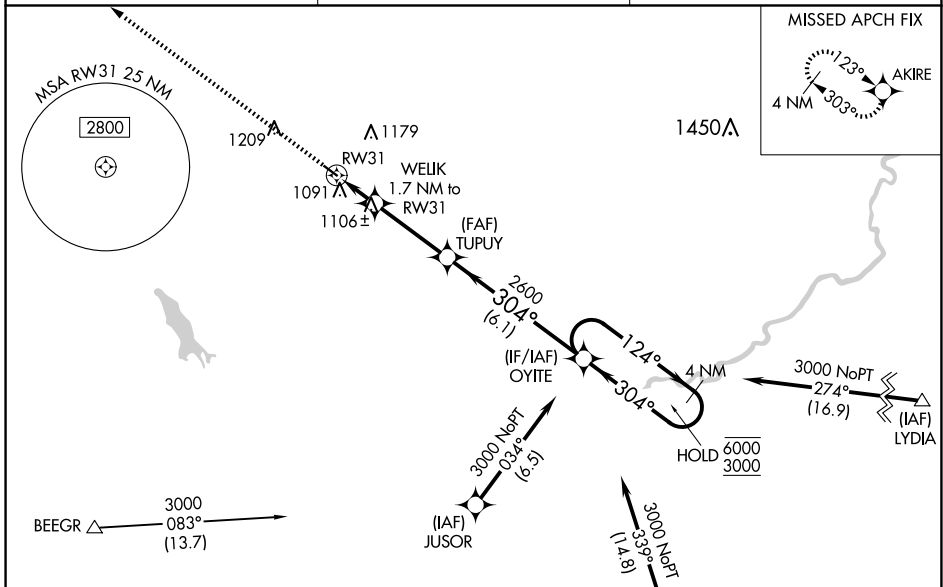 MISSED APCH FIX
123°
AKIRE
4 NM
303°
MSA RW31 25 NM
2800
1209
1179
1450
RW31
WELIK
1.7 NM to
RW31
1091
1106±
(FAF)
TUPUY
2600
304°
(6.1)
(IF/IAF)
OYITE
124°
4 NM
304°
3000 NoPT
274°
(16.9)
(IAF)
LYDIA
HOLD
6000
3000
3000 NoPT
034°
(6.5)
(IAF)
JUSOR
BEEGR
3000
083°
(13.7)
3000 NoPT
339°
(14.8)